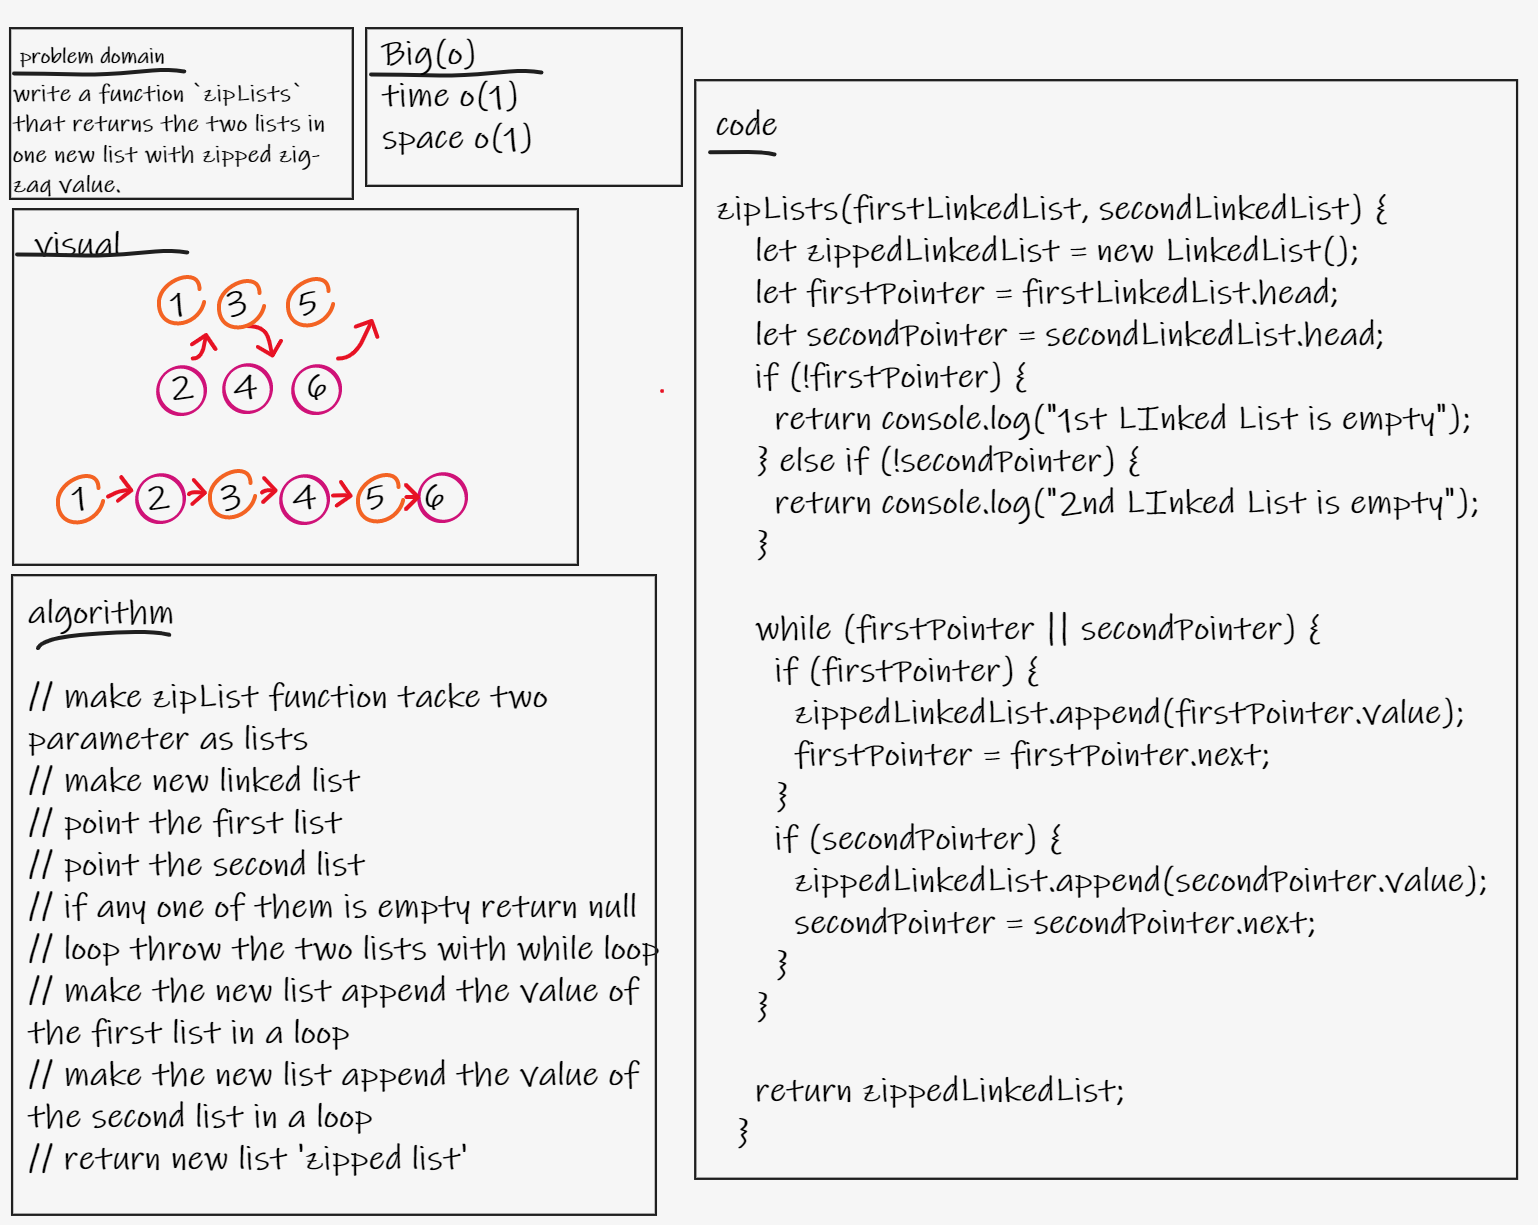 problem domain
write a function `zipLists`
that returns the two lists in
one new list with zipped zig-
zag value.
Big(o)
time o(1)
space o(1)
visual
1 3 5
2 4 6
1 2 3 4 5 6
algorithm
// make zipList function tacke two
parameter as lists
// make new linked list
// point the first list
// point the second list
// if any one of them is empty return null
// loop throw the two lists with while loop
// make the new list append the value of
the first list in a loop
// make the new list append the value of
the second list in a loop
// return new list 'zipped list'
code
zipLists(firstLinkedList, secondLinkedList) {
let zippedLinkedList = new LinkedList();
let firstPointer = firstLinkedList.head;
let secondPointer = secondLinkedList.head;
if (!firstPointer) {
return console.log("1st LInked List is empty");
} else if (!secondPointer) {
return console.log("2nd LInked List is empty");
}
while (firstPointer || secondPointer) {
if (firstPointer) {
zippedLinkedList.append(firstPointer.value);
firstPointer = firstPointer.next;
}
if (secondPointer) {
zippedLinkedList.append(secondPointer.value);
secondPointer = secondPointer.next;
}
}
return zippedLinkedList;
}